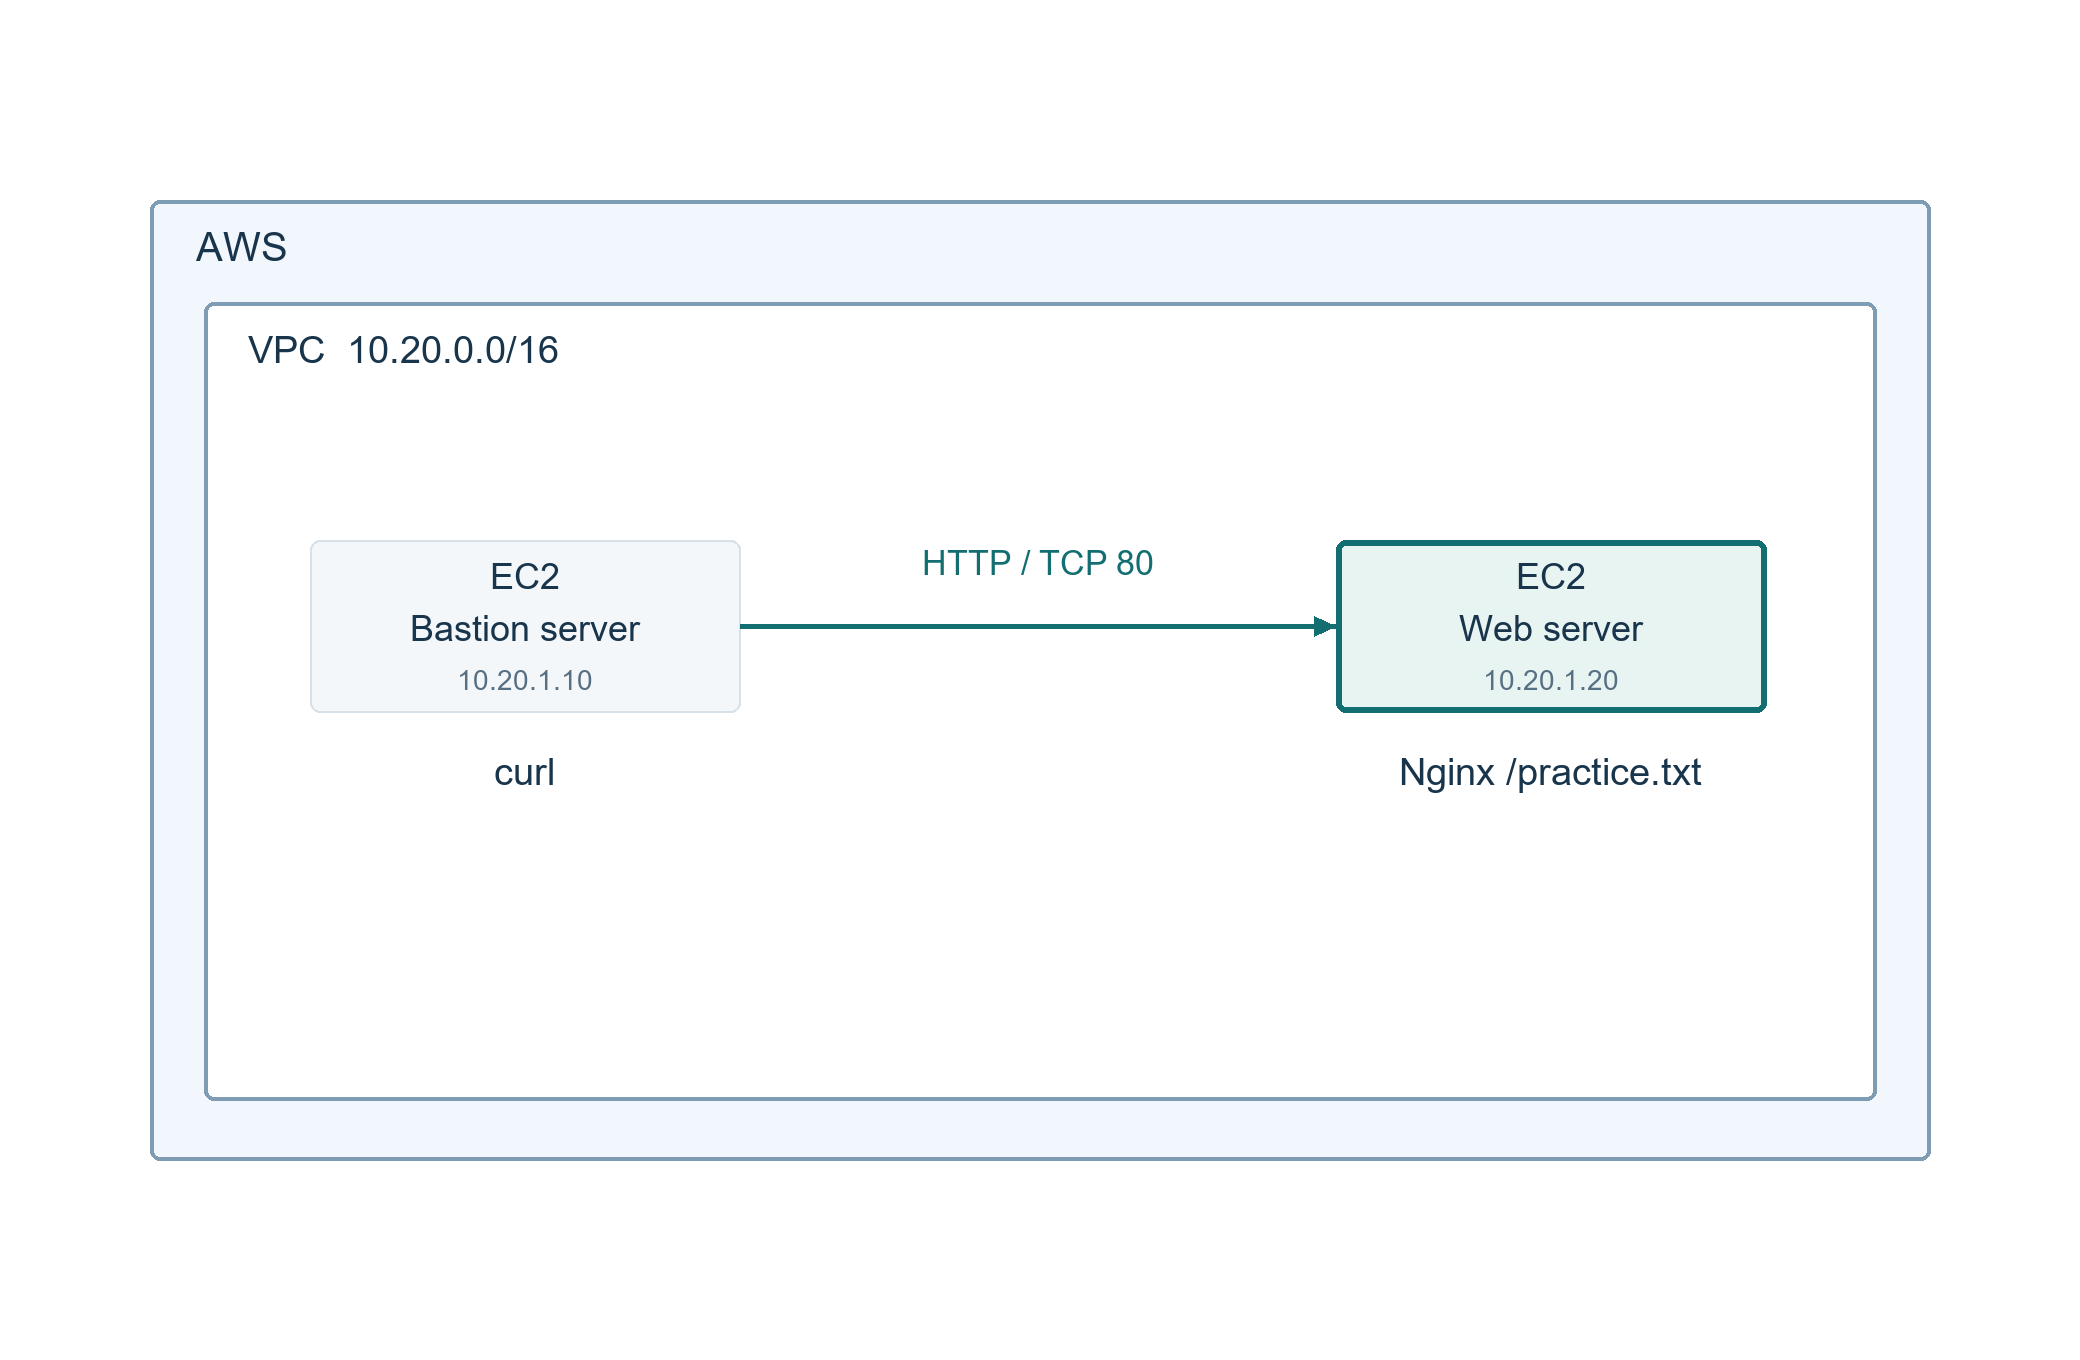 AWS
VPC  10.20.0.0/16
HTTP / TCP 80
EC2
Bastion server
10.20.1.10
EC2
Web server
10.20.1.20
curl
Nginx /practice.txt